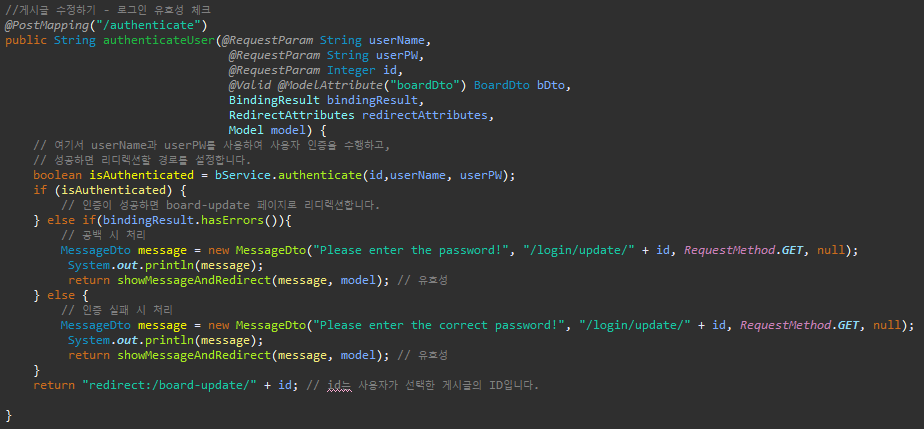 //게시글 수정하기 - 로그인 유효성 체크
@PostMapping("/authenticate")
public String authenticateUser(@RequestParam String userName,
@RequestParam String userPW,
@RequestParam Integer id,
@Valid @ModelAttribute("boardDto") BoardDto bDto,
BindingResult bindingResult,
RedirectAttributes redirectAttributes,
Model model) {
// 여기서 userName과 userPW를 사용하여 사용자 인증을 수행하고,
// 성공하면 리디렉션할 경로를 설정합니다.
boolean isAuthenticated = bService.authenticate(id,userName, userPW);
if (isAuthenticated) {
// 인증이 성공하면 board-update 페이지로 리디렉션합니다.
} else if(bindingResult.hasErrors()){
// 공백 시 처리
MessageDto message = new MessageDto("Please enter the password!", "/login/update/" + id, RequestMethod.GET, null);
System.out.println(message);
return showMessageAndRedirect(message, model); // 유효성
} else {
// 인증 실패 시 처리
MessageDto message = new MessageDto("Please enter the correct password!", "/login/update/" + id, RequestMethod.GET, null);
System.out.println(message);
return showMessageAndRedirect(message, model); // 유효성
}
return "redirect:/board-update/" + id; // id는 사용자가 선택한 게시글의 ID입니다.
}